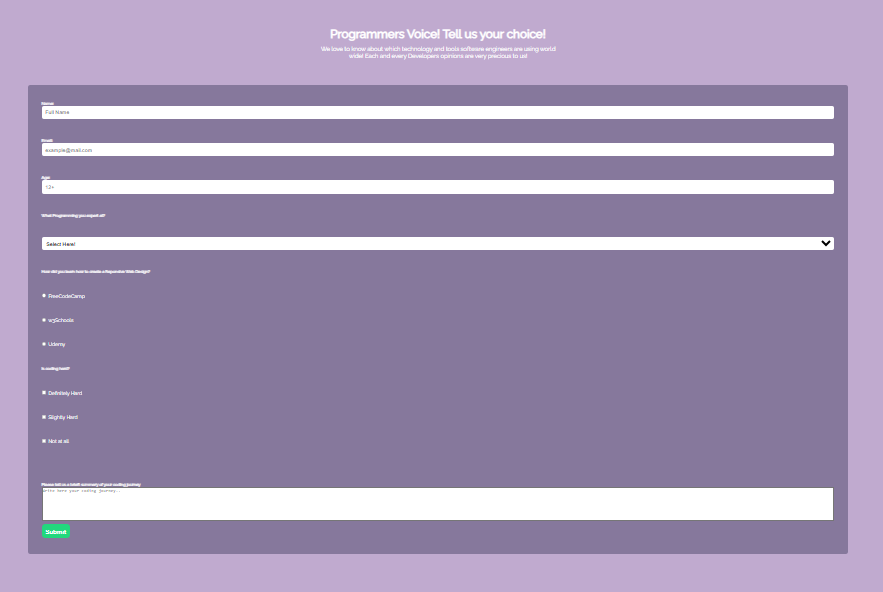 Programmers Voice! Tell us your choice!
We love to know about which technology and tools software engineers are using world
wide! Each and every Developers opinions are very precious to us!
Name:
Full Name
Email:
example@mail.com
Age:
12+
What Programming you expert at?
Select Here!
How did you learn how to create a Responsive Web Design?
FreeCodeCamp
w3Schools
Udemy
Is coding hard?
Definitely Hard
Slightly Hard
Not at all
Please tell us a summary of your coding journey
Write here your coding journey...
Submit